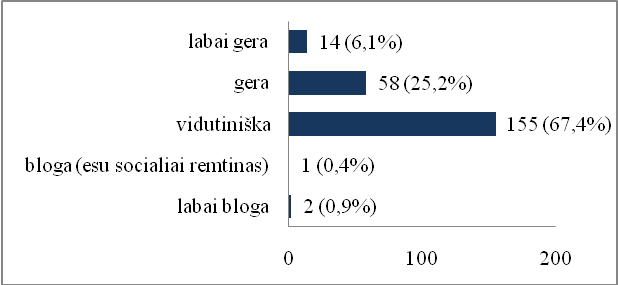 labai gera 14 (6,1%)
gera 58 (25,2%)
vidutiniška 155 (67,4%)
bloga (esu socialiai remtinas) 1 (0,4%)
labai bloga 2 (0,9%)
0 100 200